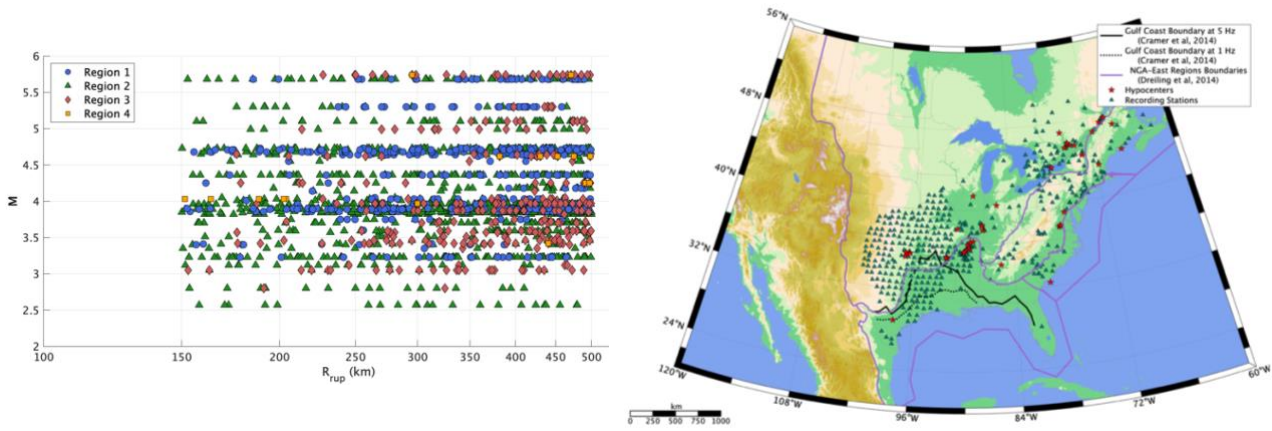 6
5.5
5
4.5
4
3.5
3
2.5
2
M
Region 1
Region 2
Region 3
Region 4
100
150
200
250
300
350
400
450
500
R_rup (km)
56°N
48°N
40°N
32°N
24°N
120°W
108°W
96°W
84°W
72°W
60°W
Gulf Coast Boundary at 5 Hz
(Cramer et al, 2014)
Gulf Coast Boundary at 1 Hz
(Cramer et al, 2014)
NGA-East Regions Boundaries
(Dreiling et al, 2014)
Hypocenters
Recording Stations
km
0 250 500 750 1000